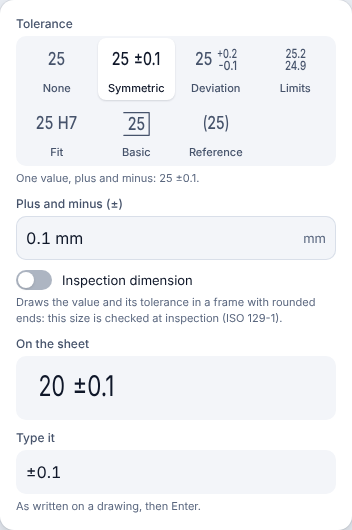 Tolerance
25 25 ±0.1 25 +0.2 -0.1 25.2 24.9
None Symmetric Deviation Limits
25 H7 25 (25)
Fit Basic Reference
One value, plus and minus: 25 ±0.1.
Plus and minus (±)
0.1 mm mm
Inspection dimension
Draws the value and its tolerance in a frame with rounded
ends: this size is checked at inspection (ISO 129-1).
On the sheet
20 ±0.1
Type it
±0.1
As written on a drawing, then Enter.